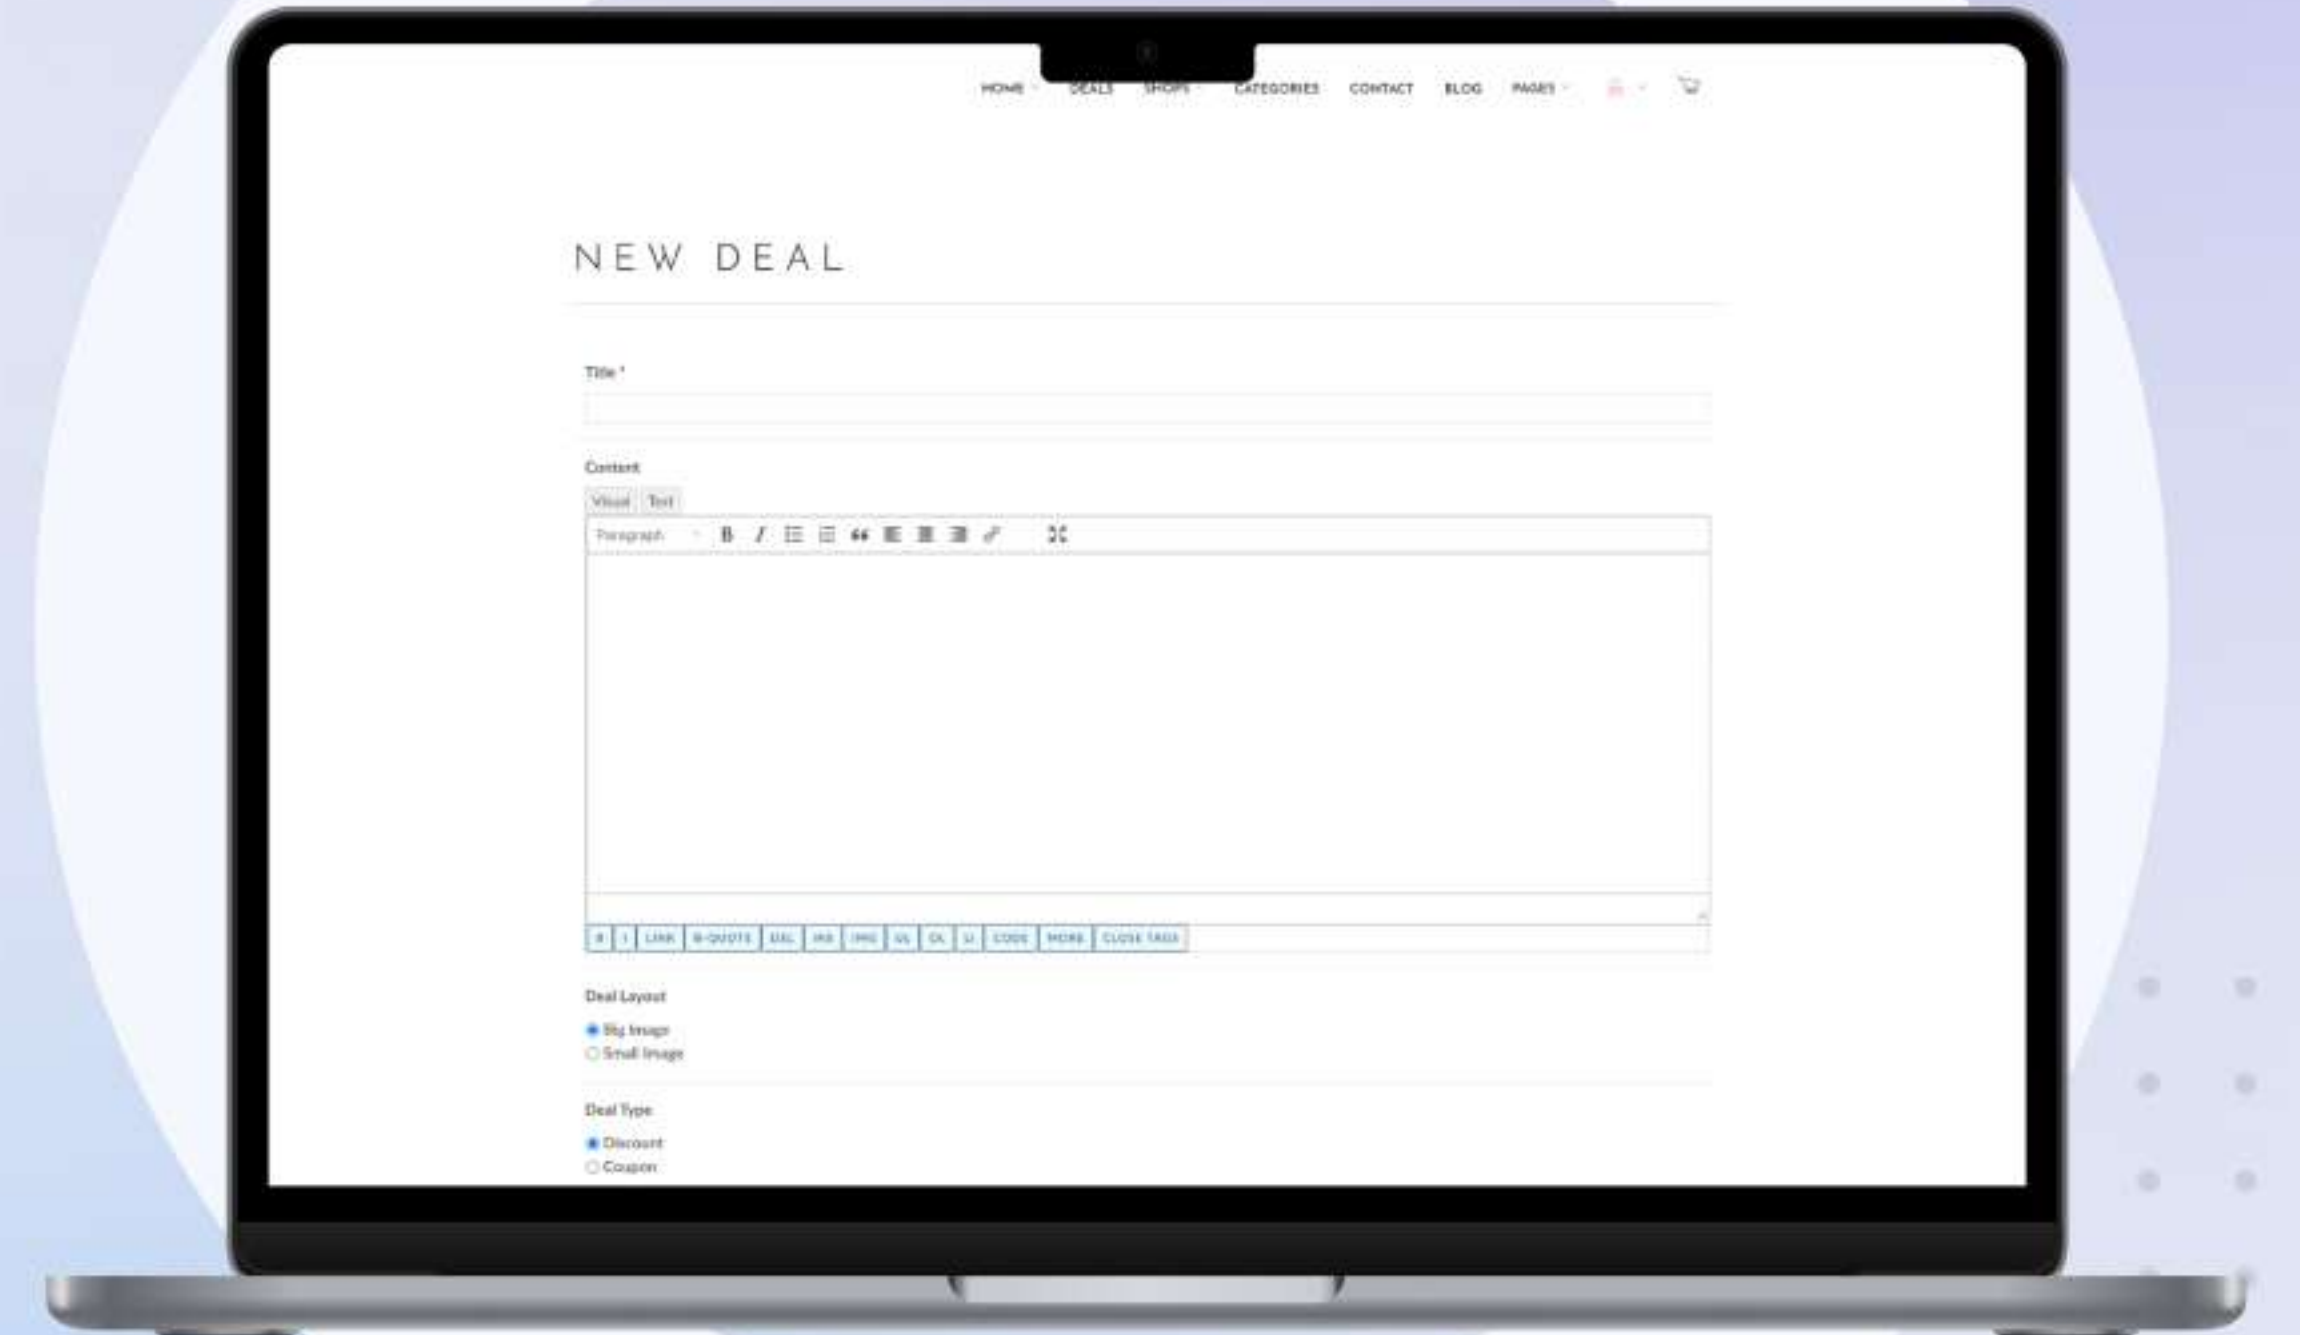 HOME DEALS SHOPS CATEGORIES CONTACT BLOG PAGES
NEW DEAL
Title *
Content
Visual Text
Paragraph B I
B I LINK B-QUOTE DEL INS IMG UL OL LI CODE MORE CLOSE TAGS
Deal Layout
Big Image
Small Image
Deal Type
Discount
Coupon